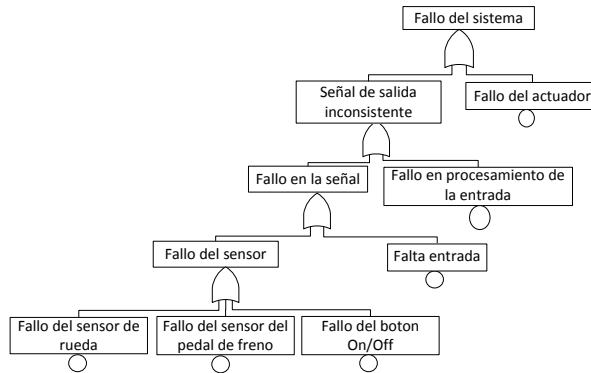 Fallo del sistema
Señal de salida
inconsistente
Fallo del actuador
Fallo en la señal
Fallo en procesamiento de
la entrada
Fallo del sensor
Falta entrada
Fallo del sensor de
rueda
Fallo del sensor del
pedal de freno
Fallo del boton
On/Off